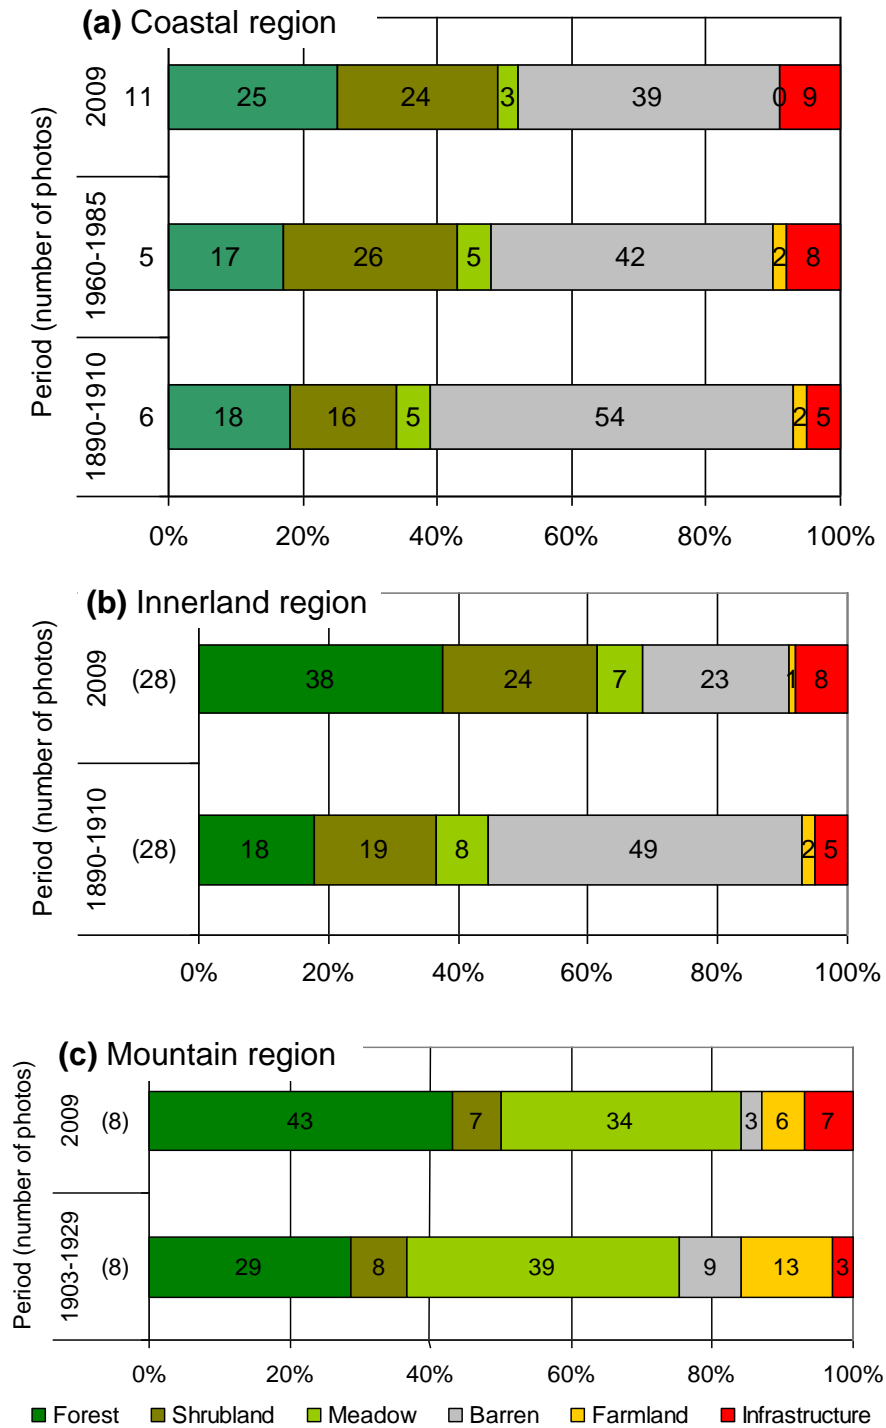 (a) Coastal region
Period (number of photos)
2009 11 25 24 3 39 0 9
1960-1985 5 17 26 5 42 2 8
1890-1910 6 18 16 5 54 2 5
0% 20% 40% 60% 80% 100%
(b) Innerland region
Period (number of photos)
2009 (28) 38 24 7 23 1 8
1890-1910 (28) 18 19 8 49 2 5
0% 20% 40% 60% 80% 100%
(c) Mountain region
Period (number of photos)
2009 (8) 43 7 34 3 6 7
1903-1929 (8) 29 8 39 9 13 3
0% 20% 40% 60% 80% 100%
Forest Shrubland Meadow Barren Farmland Infrastructure